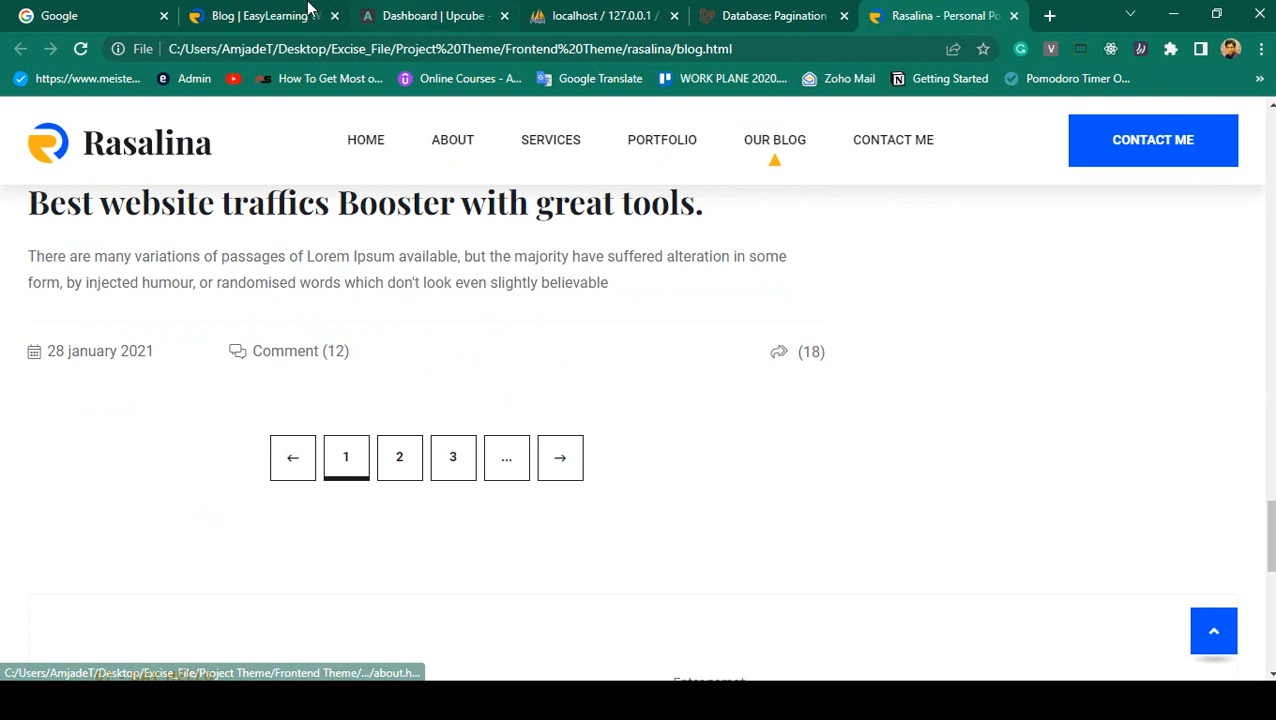 Google
Blog | EasyLearning
Dashboard | Upcube -
localhost / 127.0.0.1 /
Database: Pagination
Rasalina - Personal Po
File
C:/Users/AmjadeT/Desktop/Excise_File/Project%20Theme/Frontend%20Theme/rasalina/blog.html
https://www.meiste...
Admin
How To Get Most o...
Online Courses - A...
Google Translate
WORK PLANE 2020....
Zoho Mail
Getting Started
Pomodoro Timer O...
»
Rasalina
HOME
ABOUT
SERVICES
PORTFOLIO
OUR BLOG
CONTACT ME
CONTACT ME
Best website traffics Booster with great tools.
There are many variations of passages of Lorem Ipsum available, but the majority have suffered alteration in some
form, by injected humour, or randomised words which don't look even slightly believable
28 january 2021
Comment (12)
(18)
←
1
2
3
...
→
C:/Users/AmjadeT/Desktop/Excise_File/Project Theme/Frontend Theme/.../about.h...